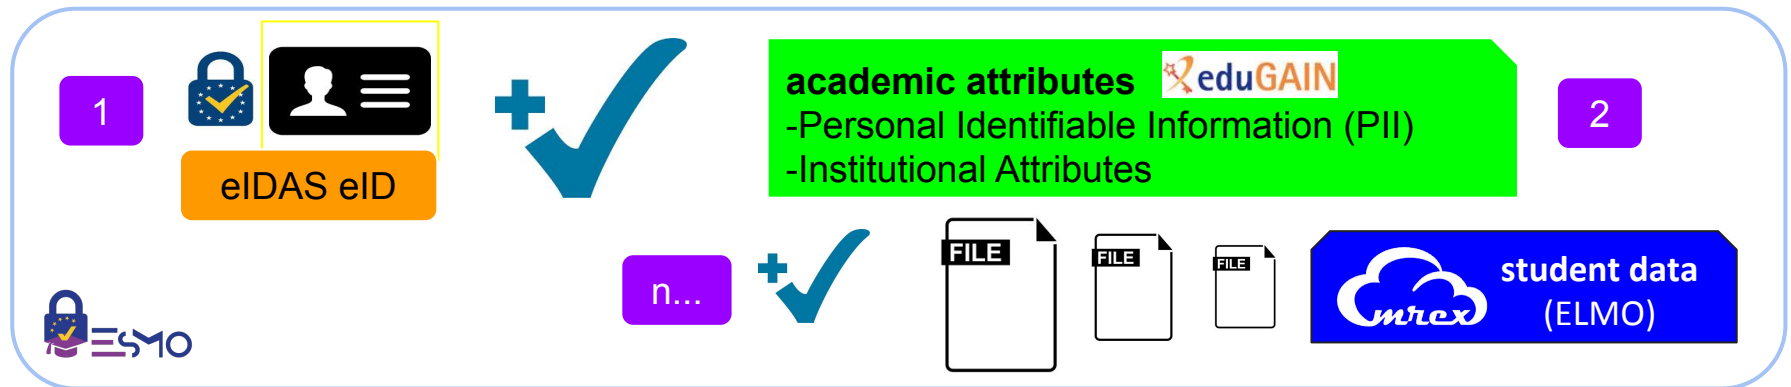 1
eIDAS eID
academic attributes eduGAIN
-Personal Identifiable Information (PII)
-Institutional Attributes
2
n...
FILE
FILE
FILE
mrex
student data
(ELMO)
ESMO